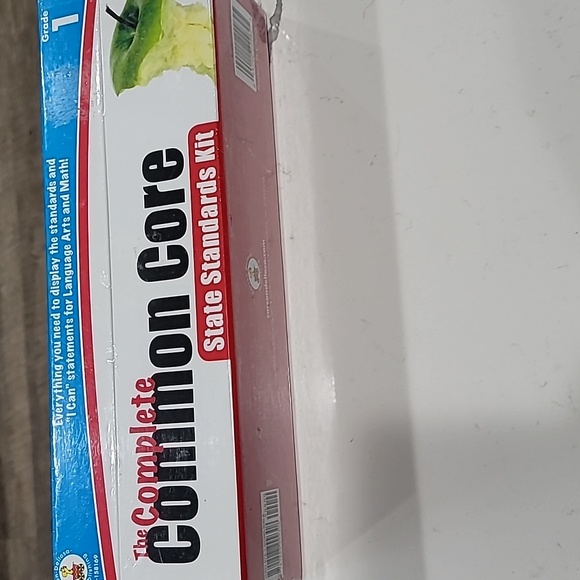 Grade
1
Everything you need to display the standards and
"I Can" statements for Language Arts and Math!
The Complete
Common Core
State Standards Kit